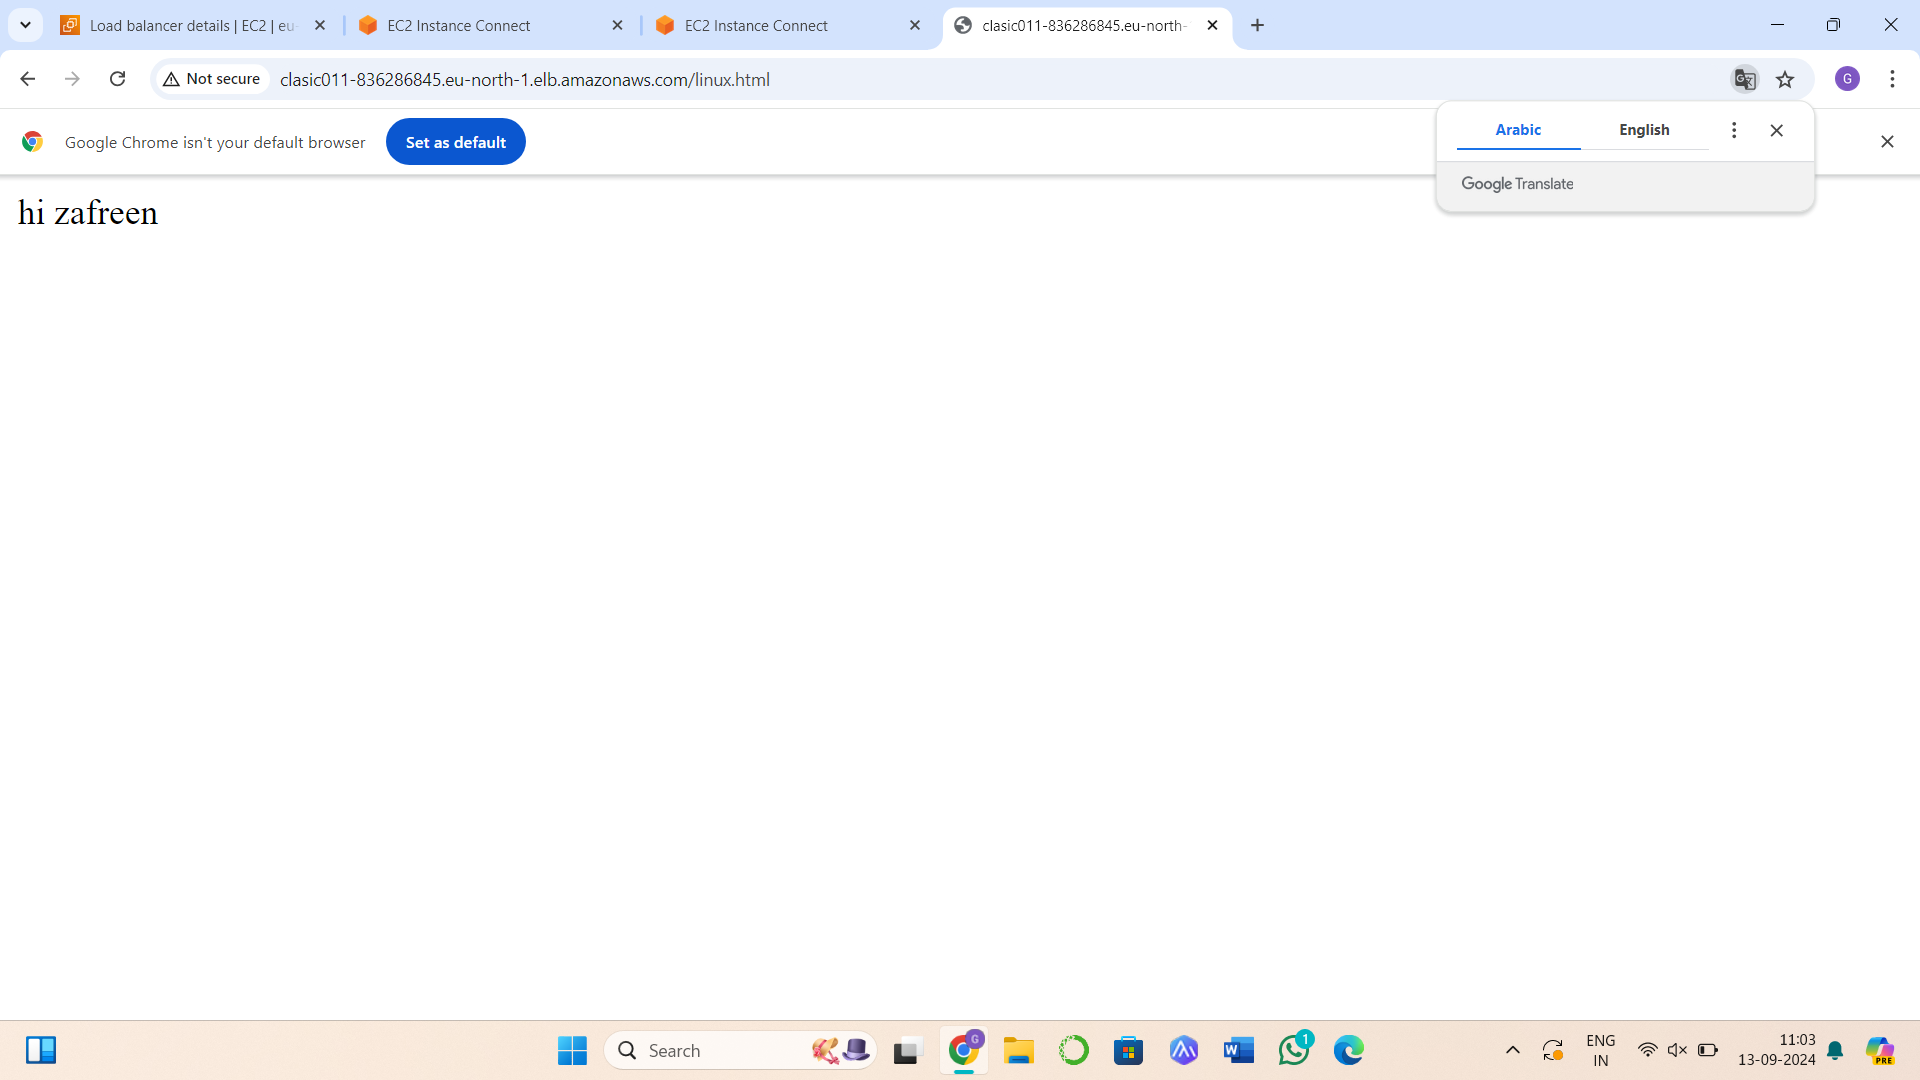 Load balancer details | EC2 | eu-
EC2 Instance Connect
EC2 Instance Connect
clasic011-836286845.eu-north-
Not secure
clasic011-836286845.eu-north-1.elb.amazonaws.com/linux.html
G
Google Chrome isn't your default browser
Set as default
Arabic
English
Google Translate
hi zafreen
Search
G
W
1
ENG
IN
11:03
13-09-2024
PRE